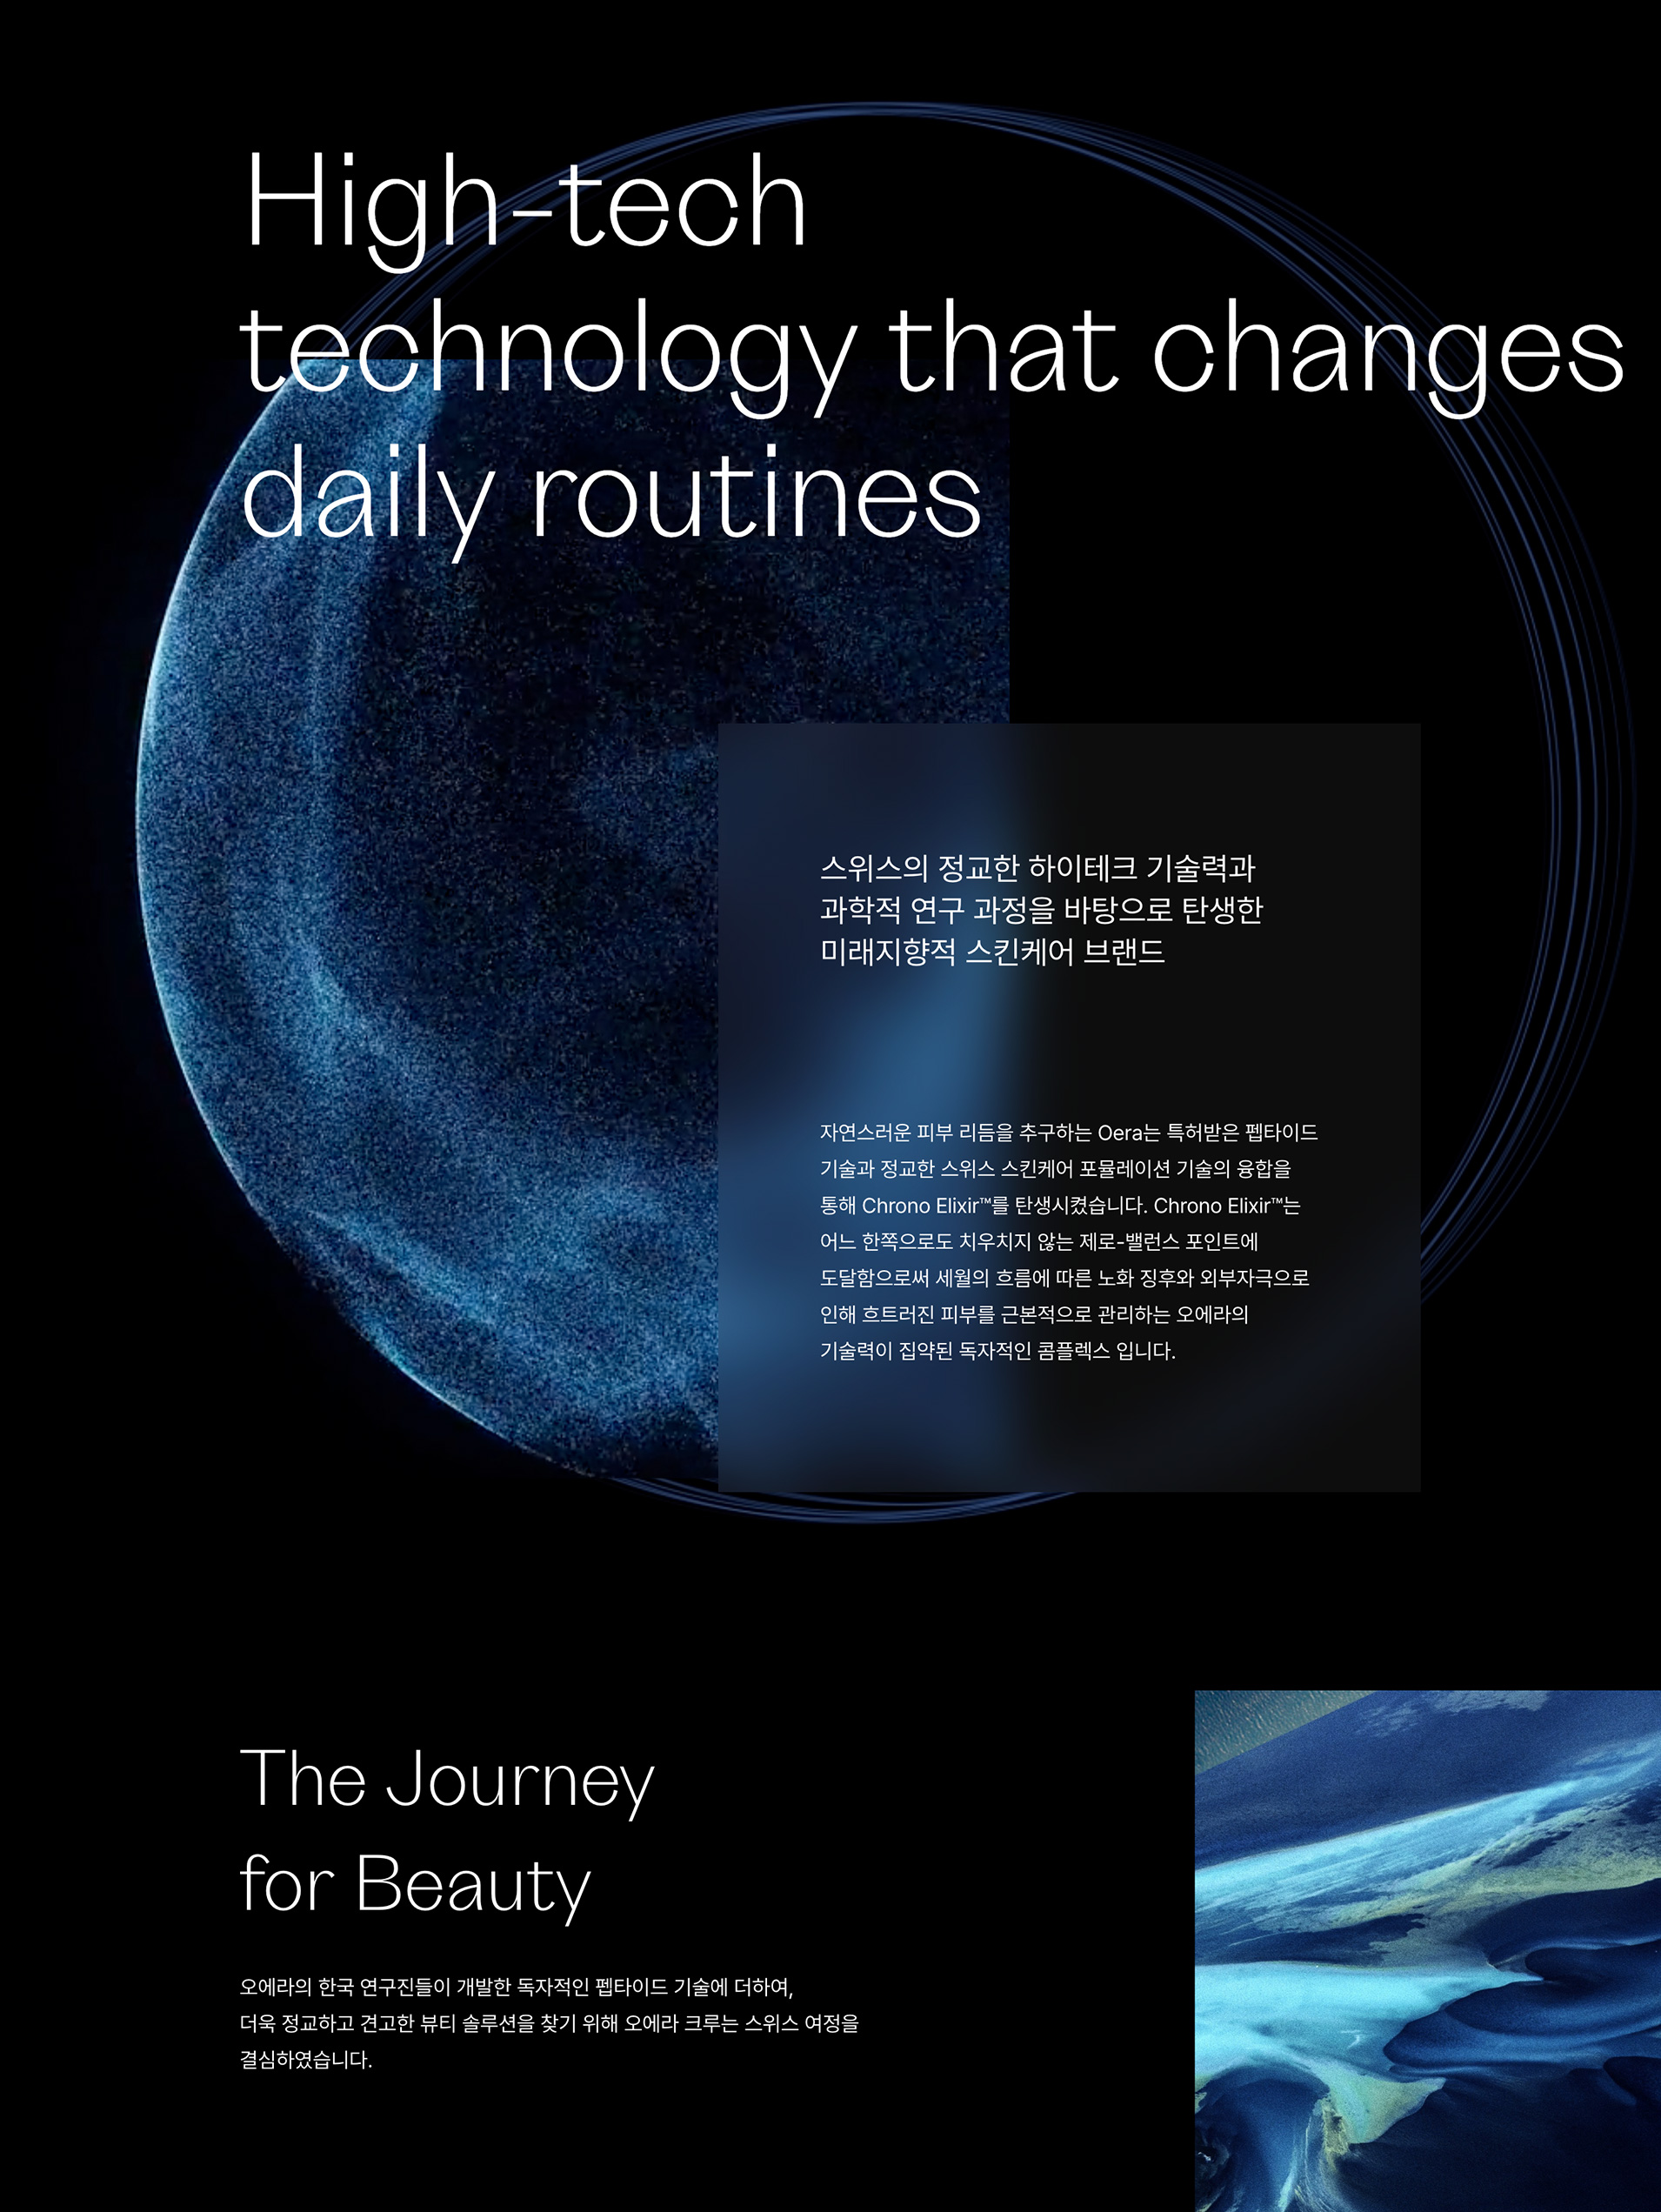 High-tech
technology that changes
daily routines
스위스의 정교한 하이테크 기술력과
과학적 연구 과정을 바탕으로 탄생한
미래지향적 스킨케어 브랜드
자연스러운 피부 리듬을 추구하는 Oera는 특허받은 펩타이드
기술과 정교한 스위스 스킨케어 포뮬레이션 기술의 융합을
통해 Chrono Elixir™를 탄생시켰습니다. Chrono Elixir™는
어느 한쪽으로도 치우치지 않는 제로-밸런스 포인트에
도달함으로써 세월의 흐름에 따른 노화 징후와 외부자극으로
인해 흐트러진 피부를 근본적으로 관리하는 오에라의
기술력이 집약된 독자적인 콤플렉스 입니다.
The Journey
for Beauty
오에라의 한국 연구진들이 개발한 독자적인 펩타이드 기술에 더하여,
더욱 정교하고 견고한 뷰티 솔루션을 찾기 위해 오에라 크루는 스위스 여정을
결심하였습니다.